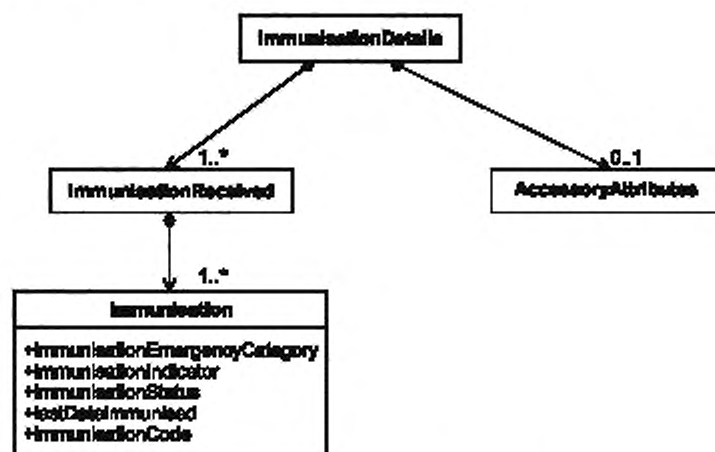 ImmunisationDetails
1..*
0..1
ImmunisationReceived
AccessoryAttributes
1..*
Immunisation
+ImmunisationEmergencyCategory
+ImmunisationIndicator
+ImmunisationStatus
+lastDateImmunised
+ImmunisationCode